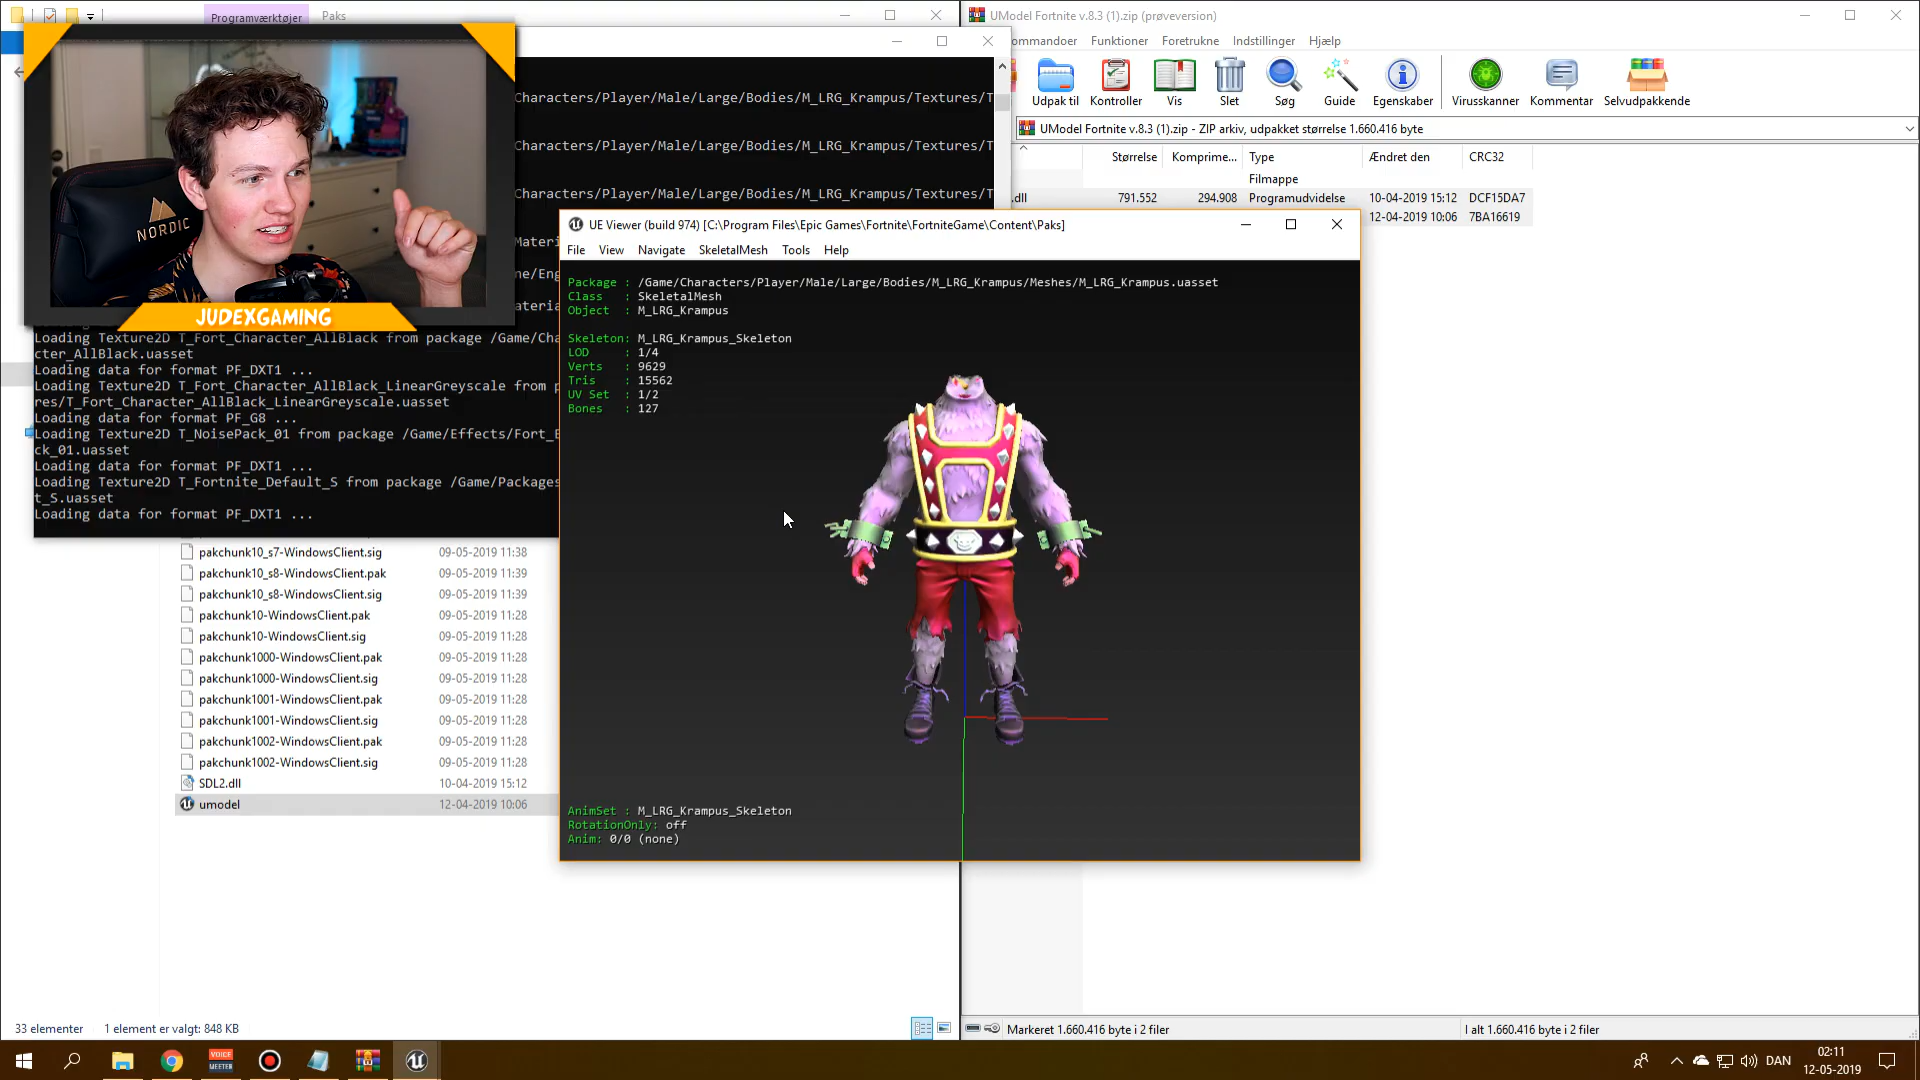 Programværktøjer
Paks
UModel Fortnite v.8.3 (1).zip (prøveversion)
ommandoer
Funktioner
Foretrukne
Indstillinger
Hjælp
Udpak til
Kontroller
Vis
Slet
Søg
Guide
Egenskaber
Virusskanner
Kommentar
Selvudpakkende
VOICE MEETER
UModel Fortnite v.8.3 (1).zip - ZIP arkiv, udpakket størrelse 1.660.416 byte
Størrelse
Komprime...
Type
Ændret den
CRC32
Filmappe
.dll
791.552
294.908
Programudvidelse
10-04-2019 15:12
DCF15DA7
12-04-2019 10:06
7BA16619
NORDIC
JUDEXGAMING
Characters/Player/Male/Large/Bodies/M_LRG_Krampus/Textures/T
Characters/Player/Male/Large/Bodies/M_LRG_Krampus/Textures/T
Characters/Player/Male/Large/Bodies/M_LRG_Krampus/Textures/T
Materi
ne/Eng
ateria
Loading Texture2D T_Fort_Character_AllBlack from package /Game/Cha
cter_AllBlack.uasset
Loading data for format PF_DXT1 ...
Loading Texture2D T_Fort_Character_AllBlack_LinearGreyscale from p
res/T_Fort_Character_AllBlack_LinearGreyscale.uasset
Loading data for format PF_G8 ...
Loading Texture2D T_NoisePack_01 from package /Game/Effects/Fort_E
ck_01.uasset
Loading data for format PF_DXT1 ...
Loading Texture2D T_Fortnite_Default_S from package /Game/Packages
t_S.uasset
Loading data for format PF_DXT1 ...
UE Viewer (build 974) [C:\Program Files\Epic Games\Fortnite\FortniteGame\Content\Paks]
File
View
Navigate
SkeletalMesh
Tools
Help
Package : /Game/Characters/Player/Male/Large/Bodies/M_LRG_Krampus/Meshes/M_LRG_Krampus.uasset
Class : SkeletalMesh
Object : M_LRG_Krampus
Skeleton: M_LRG_Krampus_Skeleton
LOD : 1/4
Verts : 9629
Tris : 15562
UV Set : 1/2
Bones : 127
AnimSet : M_LRG_Krampus_Skeleton
RotationOnly: off
Anim: 0/0 (none)
pakchunk10_s7-WindowsClient.sig 09-05-2019 11:38
pakchunk10_s8-WindowsClient.pak 09-05-2019 11:39
pakchunk10_s8-WindowsClient.sig 09-05-2019 11:39
pakchunk10-WindowsClient.pak 09-05-2019 11:28
pakchunk10-WindowsClient.sig 09-05-2019 11:28
pakchunk1000-WindowsClient.pak 09-05-2019 11:28
pakchunk1000-WindowsClient.sig 09-05-2019 11:28
pakchunk1001-WindowsClient.pak 09-05-2019 11:28
pakchunk1001-WindowsClient.sig 09-05-2019 11:28
pakchunk1002-WindowsClient.pak 09-05-2019 11:28
pakchunk1002-WindowsClient.sig 09-05-2019 11:28
SDL2.dll 10-04-2019 15:12
umodel 12-04-2019 10:06
33 elementer
1 element er valgt: 848 KB
Markeret 1.660.416 byte i 2 filer
I alt 1.660.416 byte i 2 filer
DAN
02:11
12-05-2019